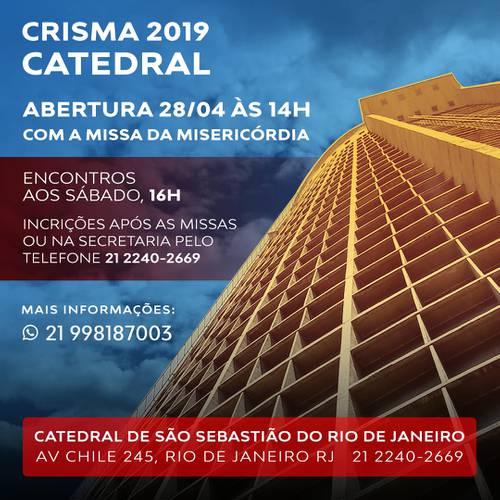 CRISMA 2019
CATEDRAL
ABERTURA 28/04 ÀS 14H
COM A MISSA DA MISERICÓRDIA
ENCONTROS
AOS SÁBADO, 16H
INCRIÇÕES APÓS AS MISSAS
OU NA SECRETARIA PELO
TELEFONE 21 2240-2669
MAIS INFORMAÇÕES:
21 998187003
CATEDRAL DE SÃO SEBASTIÃO DO RIO DE JANEIRO
AV CHILE 245, RIO DE JANEIRO RJ 21 2240-2669